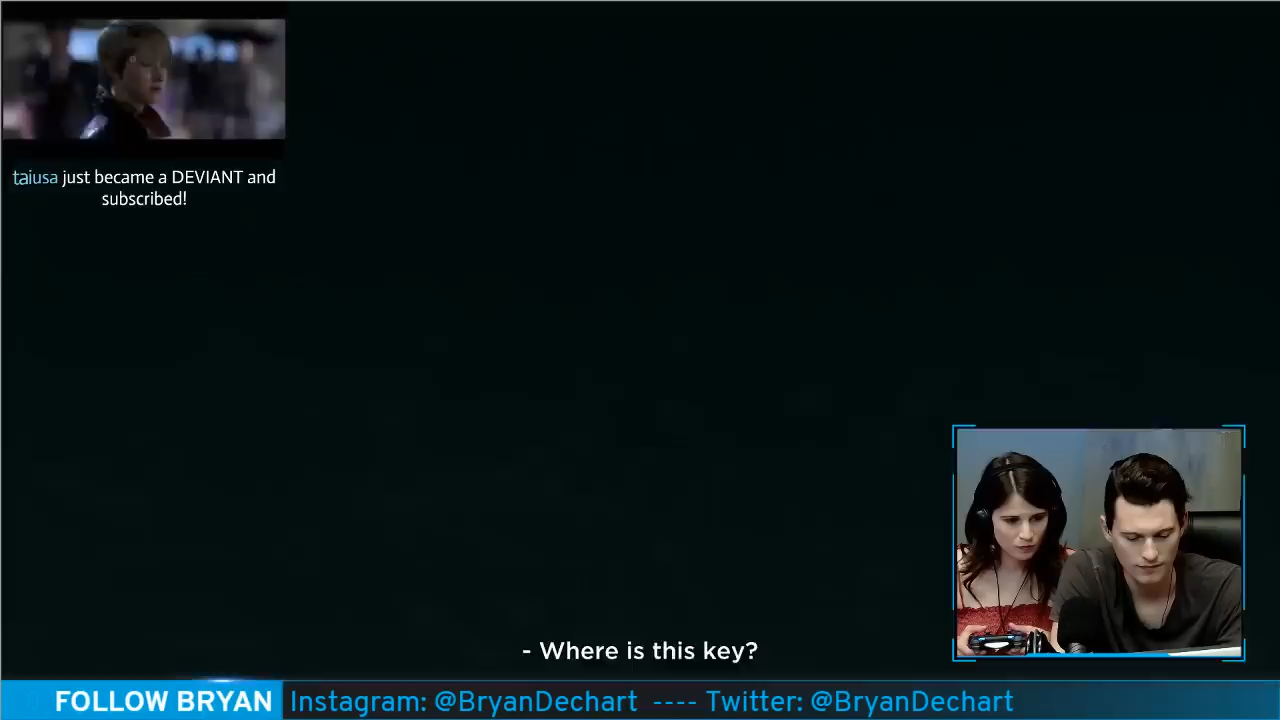 taiusa just became a DEVIANT and
subscribed!
- Where is this key?
FOLLOW BRYAN Instagram: @BryanDechart ---- Twitter: @BryanDechart